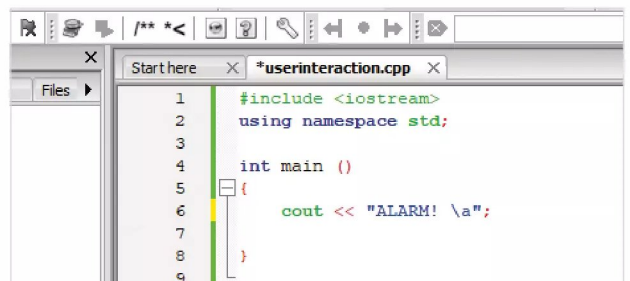 /** *<
Start here
*userinteraction.cpp
Files
1 #include <iostream>
2 using namespace std;
3
4 int main ()
5 {
6 cout << "ALARM! \a";
7
8 }
9